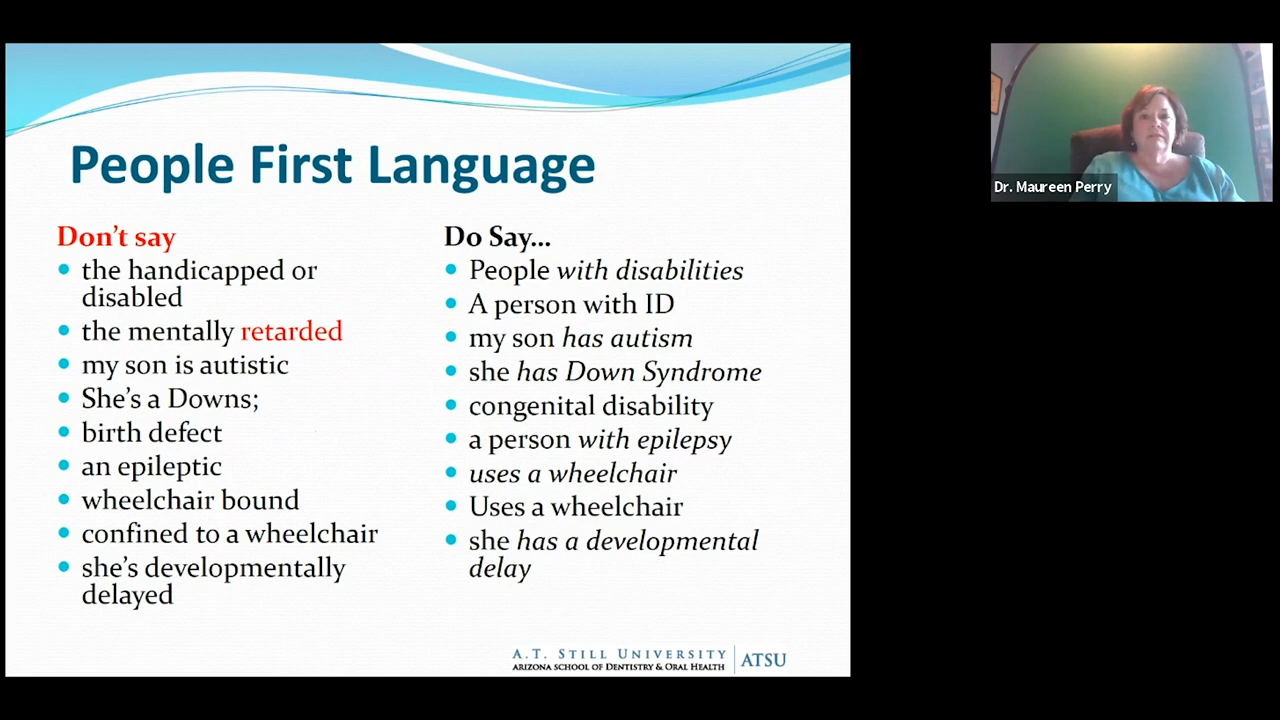 People First Language
Don't say
the handicapped or
disabled
the mentally retarded
my son is autistic
She's a Downs;
birth defect
an epileptic
wheelchair bound
confined to a wheelchair
she's developmentally
delayed
Do Say...
People with disabilities
A person with ID
my son has autism
she has Down Syndrome
congenital disability
a person with epilepsy
uses a wheelchair
Uses a wheelchair
she has a developmental
delay
A.T. STILL UNIVERSITY
ARIZONA SCHOOL OF DENTISTRY & ORAL HEALTH
ATSU
Dr. Maureen Perry